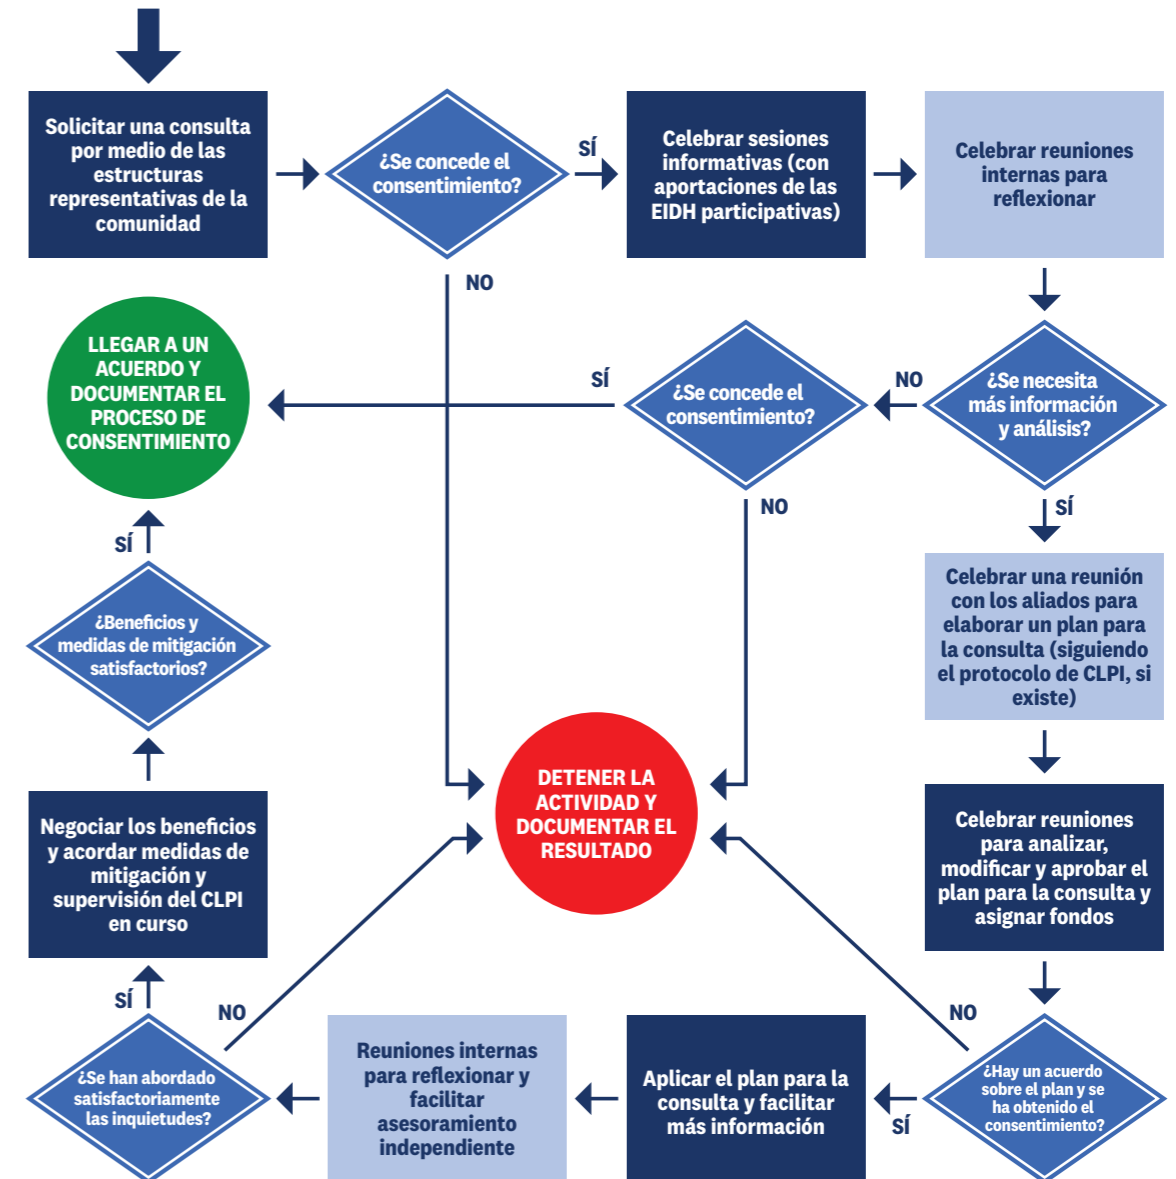 Solicitar una consulta
por medio de las
estructuras
representativas de la
comunidad
¿Se concede el
consentimiento?
SÍ
Celebrar sesiones
informativas (con
aportaciones de las
EIDH participativas)
Celebrar reuniones
internas para
reflexionar
NO
LLEGAR A UN
ACUERDO Y
DOCUMENTAR EL
PROCESO DE
CONSENTIMIENTO
SÍ
¿Se concede el
consentimiento?
NO
¿Se necesita
más información
y análisis?
NO
SÍ
SÍ
¿Beneficios y
medidas de mitigación
satisfactorios?
Celebrar una reunión
con los aliados para
elaborar un plan para
la consulta (siguiendo
el protocolo de CLPI, si
existe)
DETENER LA
ACTIVIDAD Y
DOCUMENTAR EL
RESULTADO
Negociar los beneficios
y acordar medidas de
mitigación y
supervisión del CLPI
en curso
Celebrar reuniones
para analizar,
modificar y aprobar el
plan para la consulta y
asignar fondos
SÍ
NO
NO
¿Se han abordado
satisfactoriamente
las inquietudes?
Reuniones internas
para reflexionar y
facilitar
asesoramiento
independiente
Aplicar el plan para la
consulta y facilitar
más información
SÍ
¿Hay un acuerdo
sobre el plan y se
ha obtenido el
consentimiento?